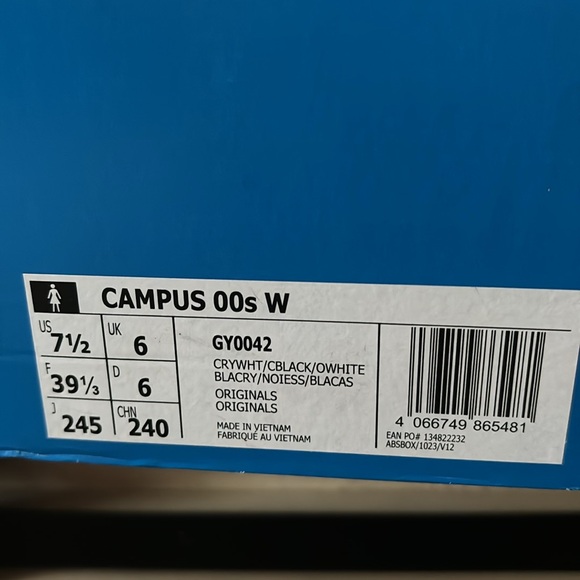 CAMPUS 00s W
US 7½ UK 6
F 39⅓ D 6
J 245 CHN 240
GY0042
CRYWHT/CBLACK/OWHITE
BLACRY/NOIESS/BLACAS
ORIGINALS
ORIGINALS
MADE IN VIETNAM
FABRIQUÉ AU VIETNAM
4 066749 865481
EAN PO# 134822232
ABSBOX/1023/V12